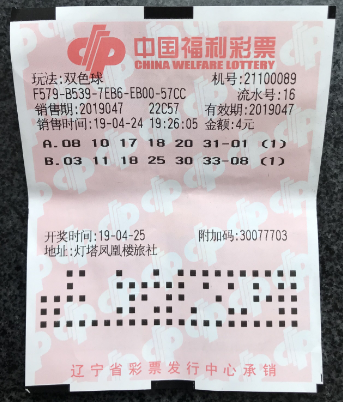 中国福利彩票
CHINA WELFARE LOTTERY
玩法:双色球 机号:21100089
F579-B539-7EB6-EB00-57CC 流水号:16
销售期:2019047 22C57 有效期:2019047
销售时间:19-04-24 19:26:05 金额:4元
A.08 10 17 18 20 31-01 (1)
B.03 11 18 25 30 33-08 (1)
开奖时间:19-04-25 附加码:30077703
地址:灯塔凤凰楼旅社
辽宁省彩票发行中心承销